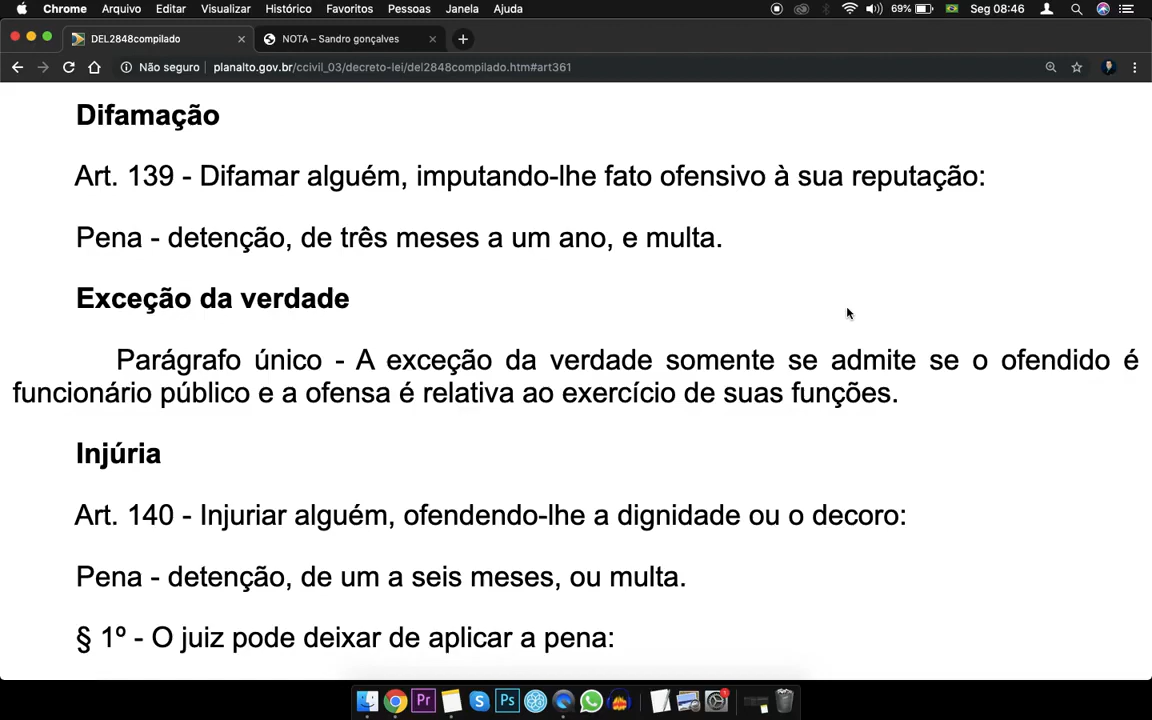 Chrome Arquivo Editar Visualizar Histórico Favoritos Pessoas Janela Ajuda 69% Seg 08:46
DEL2848compilado NOTA – Sandro gonçalves
Não seguro planalto.gov.br/ccivil_03/decreto-lei/del2848compilado.htm#art361
Difamação
Art. 139 - Difamar alguém, imputando-lhe fato ofensivo à sua reputação:
Pena - detenção, de três meses a um ano, e multa.
Exceção da verdade
Parágrafo único - A exceção da verdade somente se admite se o ofendido é
funcionário público e a ofensa é relativa ao exercício de suas funções.
Injúria
Art. 140 - Injuriar alguém, ofendendo-lhe a dignidade ou o decoro:
Pena - detenção, de um a seis meses, ou multa.
§ 1º - O juiz pode deixar de aplicar a pena:
Pr Ps